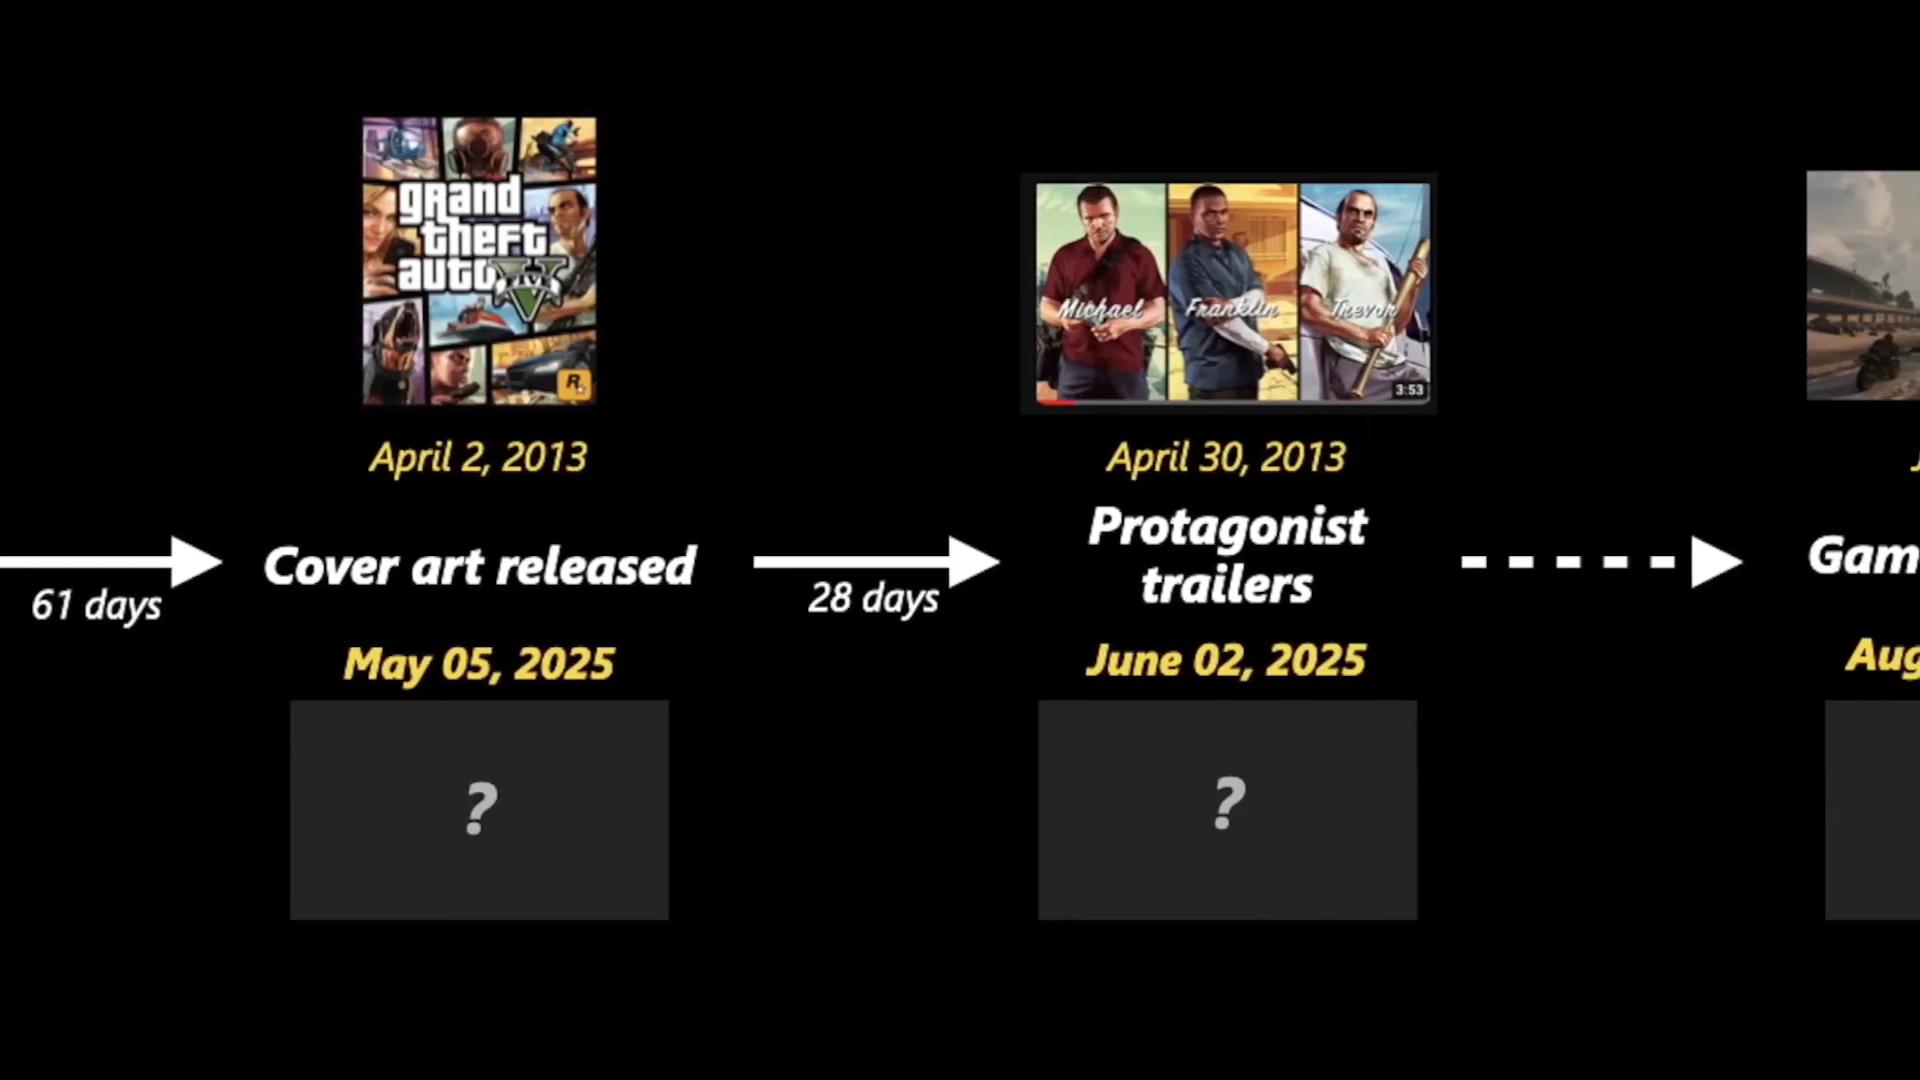 grand
theft
auto
FIVE
R
April 2, 2013
61 days
Cover art released
May 05, 2025
?
28 days
Michael
Franklin
Trevor
3:53
April 30, 2013
Protagonist
trailers
June 02, 2025
?
J
Gam
Aug